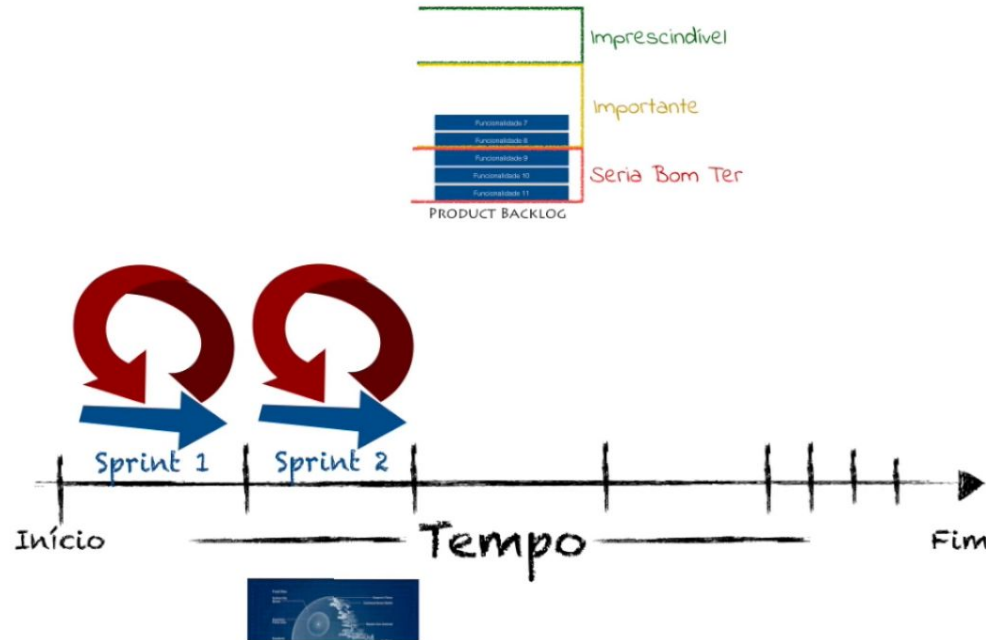 Imprescindível
Importante
Funcionalidade 7
Funcionalidade 8
Funcionalidade 9
Seria Bom Ter
Funcionalidade 10
Funcionalidade 11
PRODUCT BACKLOG
Sprint 1
Sprint 2
Início
Tempo
Fim